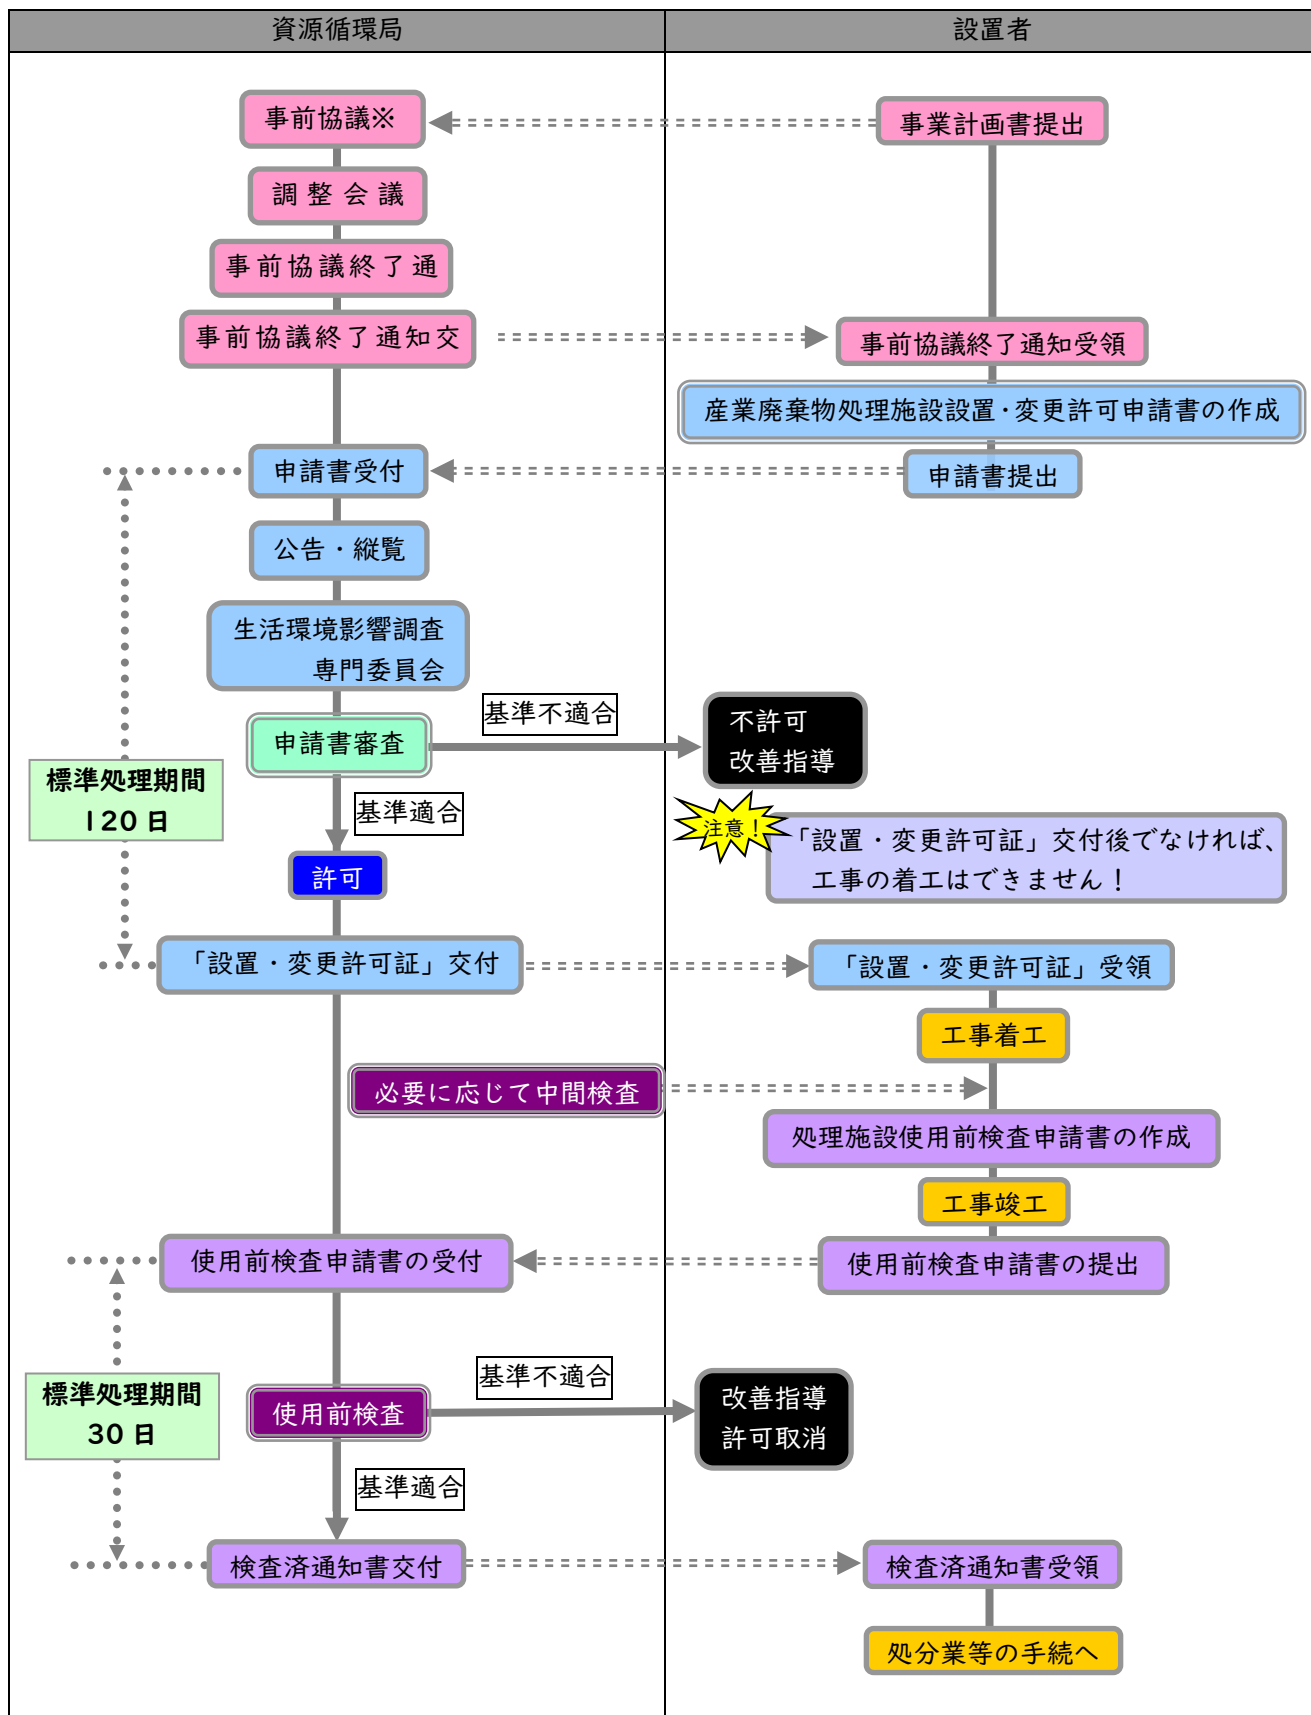 資源循環局
設置者
事前協議※
事業計画書提出
調整会議
事前協議終了通
事前協議終了通知交
事前協議終了通知受領
産業廃棄物処理施設設置・変更許可申請書の作成
申請書受付
申請書提出
公告・縦覧
生活環境影響調査
専門委員会
基準不適合
申請書審査
不許可
改善指導
標準処理期間
120日
基準適合
注意！
「設置・変更許可証」交付後でなければ、
工事の着工はできません！
許可
「設置・変更許可証」交付
「設置・変更許可証」受領
工事着工
必要に応じて中間検査
処理施設使用前検査申請書の作成
工事竣工
使用前検査申請書の受付
使用前検査申請書の提出
基準不適合
標準処理期間
30日
使用前検査
改善指導
許可取消
基準適合
検査済通知書交付
検査済通知書受領
処分業等の手続へ